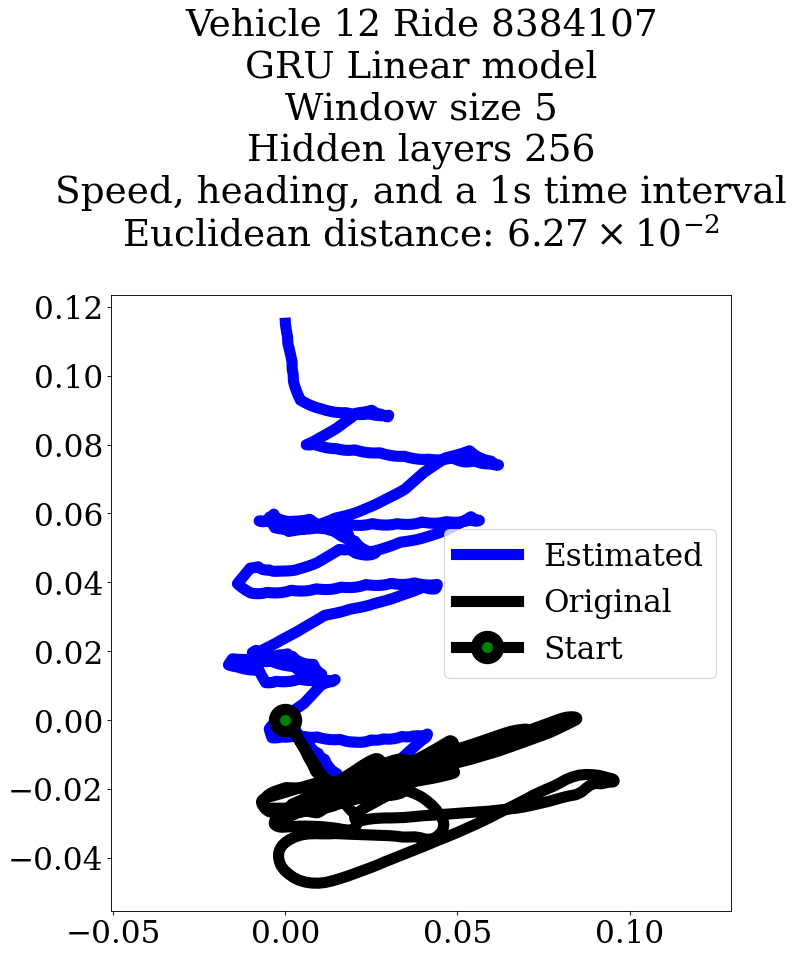 Vehicle 12 Ride 8384107
GRU Linear model
Window size 5
Hidden layers 256
Speed, heading, and a 1s time interval
Euclidean distance: 6.27 × 10⁻²
0.12
0.10
0.08
0.06
0.04
0.02
0.00
−0.02
−0.04
Estimated
Original
Start
−0.05 0.00 0.05 0.10